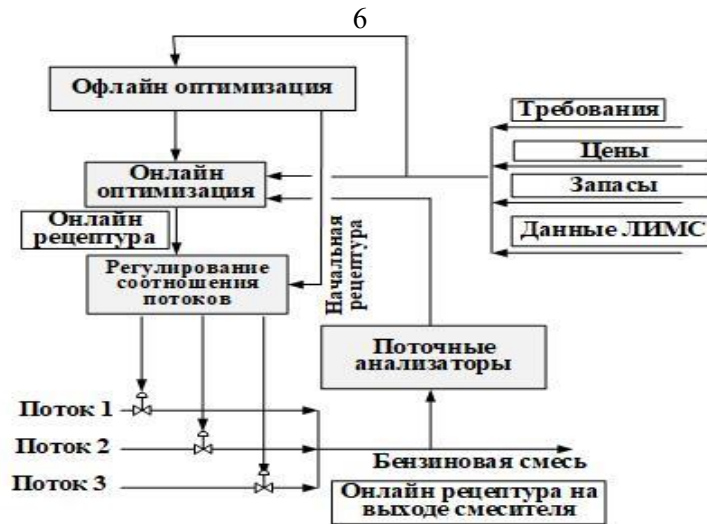 6
Офлайн оптимизация
Требования
Цены
Запасы
Данные ЛИМС
Онлайн
оптимизация
Онлайн
рецептура
Начальная
рецептура
Регулирование
соотношения
потоков
Поточные
анализаторы
Поток 1
Поток 2
Бензиновая смесь
Поток 3
Онлайн рецептура на
выходе смесителя